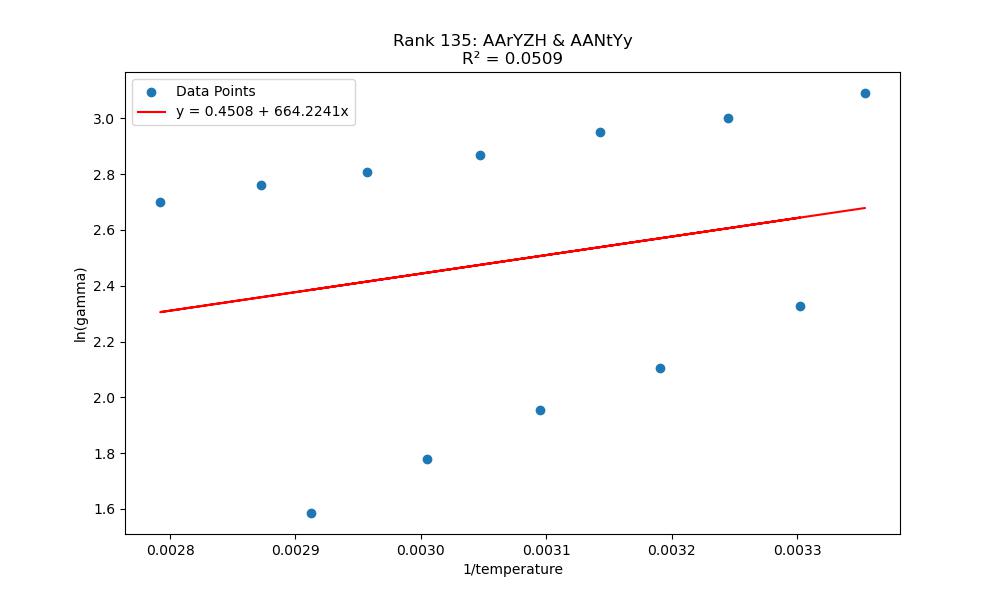 Rank 135: AArYZH & AANtYy
R² = 0.0509
Data Points
y = 0.4508 + 664.2241x
3.0
2.8
2.6
2.4
2.2
2.0
1.8
1.6
ln(gamma)
0.0028 0.0029 0.0030 0.0031 0.0032 0.0033
1/temperature